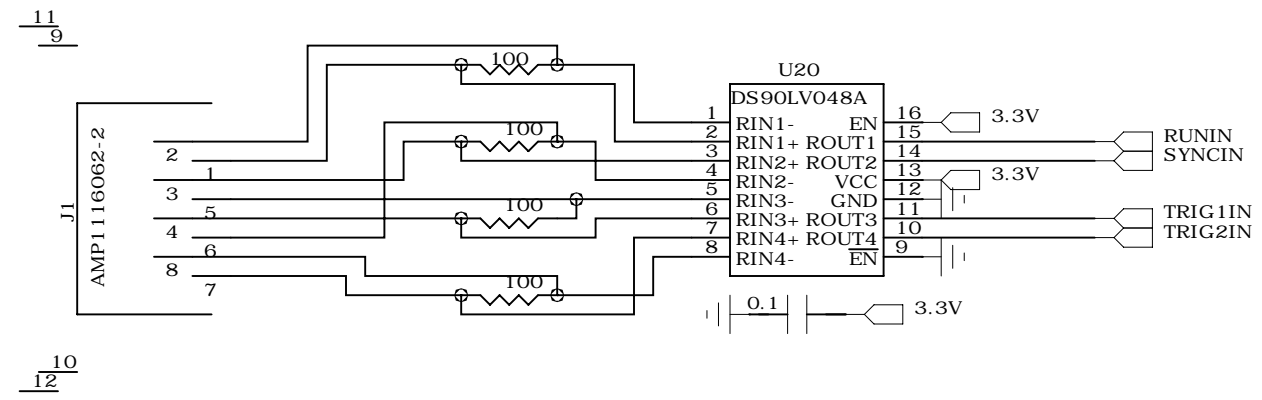 11
9
100
U20
DS90LV048A
1 RIN1- EN 16 3.3V
2 RIN1+ ROUT1 15 RUNIN
3 RIN2+ ROUT2 14 SYNCIN
4 RIN2- VCC 13 3.3V
5 RIN3- GND 12
6 RIN3+ ROUT3 11 TRIG1IN
7 RIN4+ ROUT4 10 TRIG2IN
8 RIN4- EN 9
100
100
100
J1
AMP1116062-2
2
1
3
5
4
6
8
7
0.1 3.3V
10
12